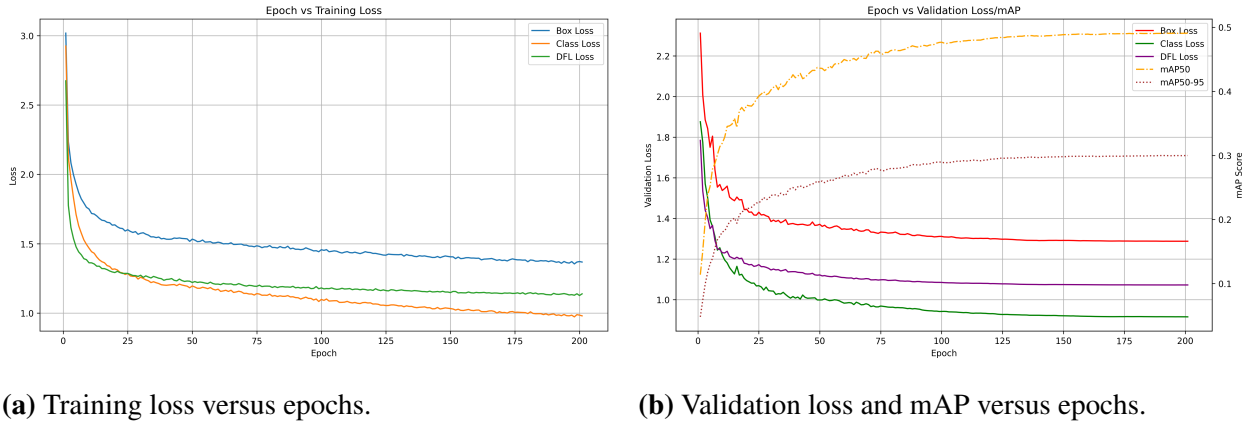 Epoch vs Training Loss
Box Loss
Class Loss
DFL Loss
3.0
2.5
2.0
1.5
1.0
Loss
0 25 50 75 100 125 150 175 200
Epoch
(a) Training loss versus epochs.
Epoch vs Validation Loss/mAP
Box Loss
Class Loss
DFL Loss
mAP50
mAP50-95
2.2
2.0
1.8
1.6
1.4
1.2
1.0
Validation Loss
0.5
0.4
0.3
0.2
0.1
mAP Score
0 25 50 75 100 125 150 175 200
Epoch
(b) Validation loss and mAP versus epochs.